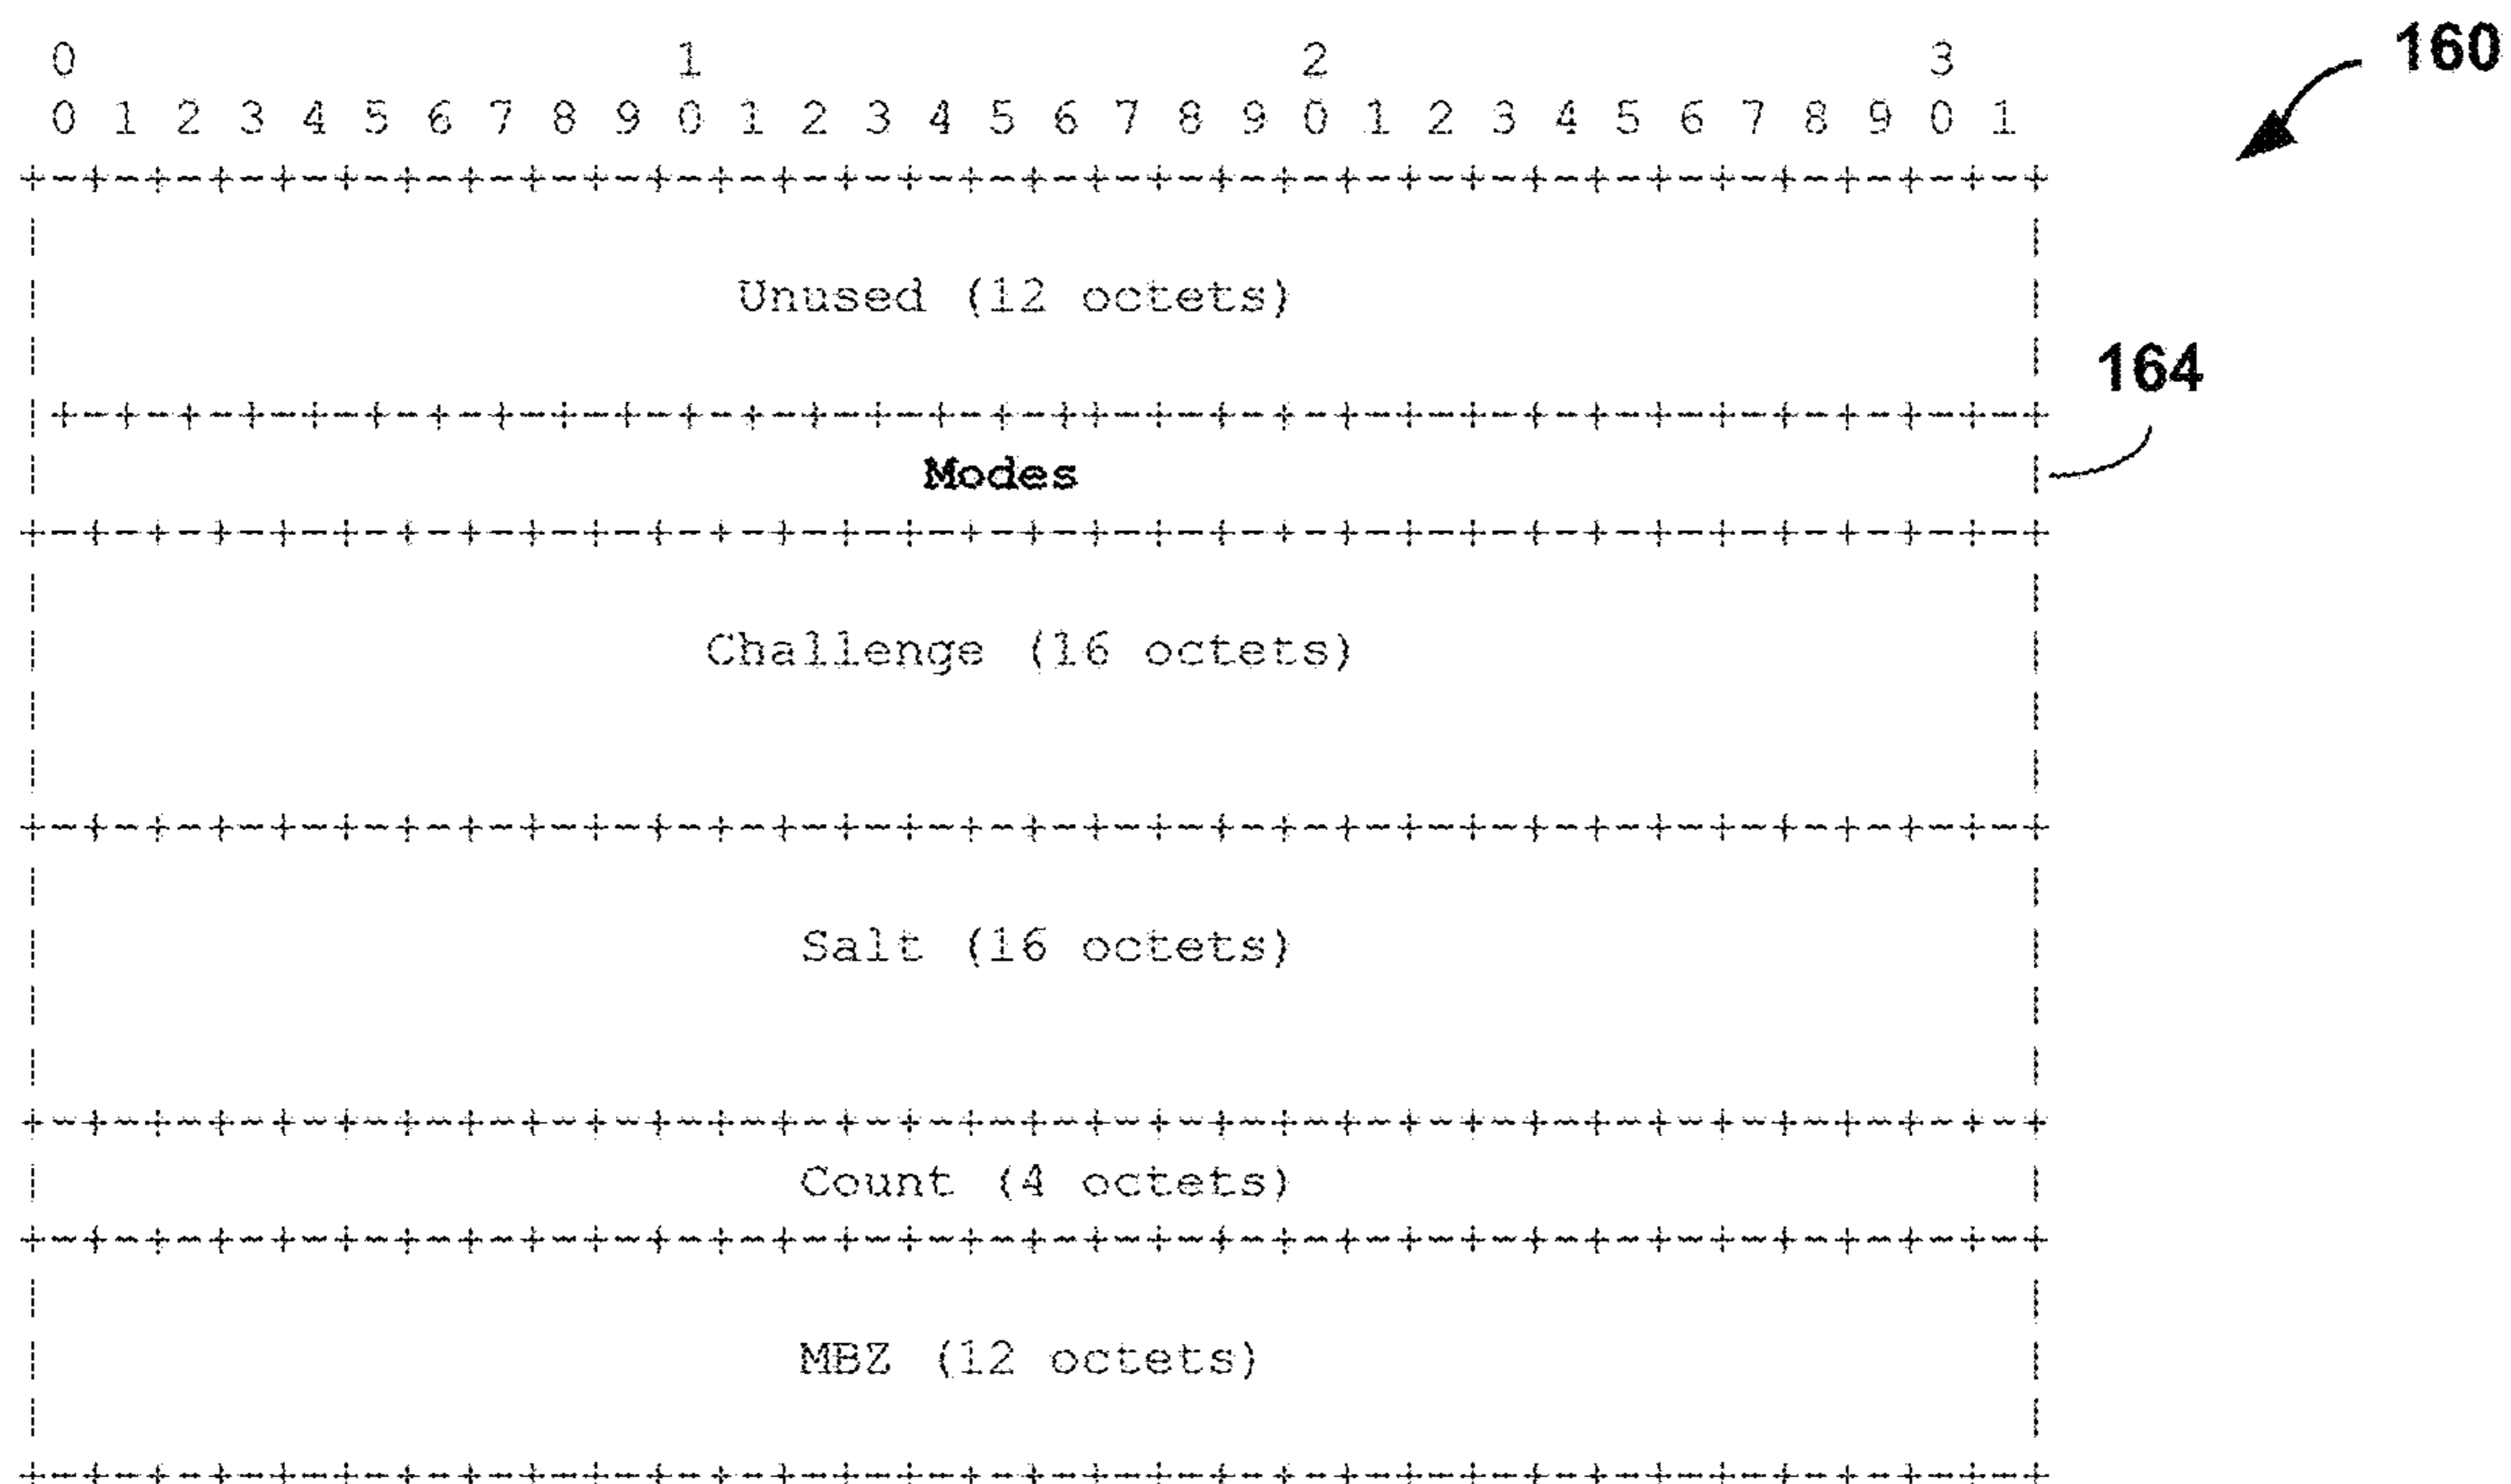 0 1 2 3 160
0 1 2 3 4 5 6 7 8 9 0 1 2 3 4 5 6 7 8 9 0 1 2 3 4 5 6 7 8 9 0 1
+-+-+-+-+-+-+-+-+-+-+-+-+-+-+-+-+-+-+-+-+-+-+-+-+-+-+-+-+-+-+-+-+
| |
| Unused (12 octets) |
| | 164
|+-+-+-+-+-+-+-+-+-+-+-+-+-+-+-+-++-+-+-+-+-+-+-+-+-+-+-+-+-+-+-+
| Modes |
+-+-+-+-+-+-+-+-+-+-+-+-+-+-+-+-+-+-+-+-+-+-+-+-+-+-+-+-+-+-+-+-+
| |
| Challenge (16 octets) |
| |
| |
+-+-+-+-+-+-+-+-+-+-+-+-+-+-+-+-+-+-+-+-+-+-+-+-+-+-+-+-+-+-+-+-+
| |
| Salt (16 octets) |
| |
| |
+-+-+-+-+-+-+-+-+-+-+-+-+-+-+-+-+-+-+-+-+-+-+-+-+-+-+-+-+-+-+-+-+
| Count (4 octets) |
+-+-+-+-+-+-+-+-+-+-+-+-+-+-+-+-+-+-+-+-+-+-+-+-+-+-+-+-+-+-+-+-+
| |
| MBZ (12 octets) |
| |
+-+-+-+-+-+-+-+-+-+-+-+-+-+-+-+-+-+-+-+-+-+-+-+-+-+-+-+-+-+-+-+-+